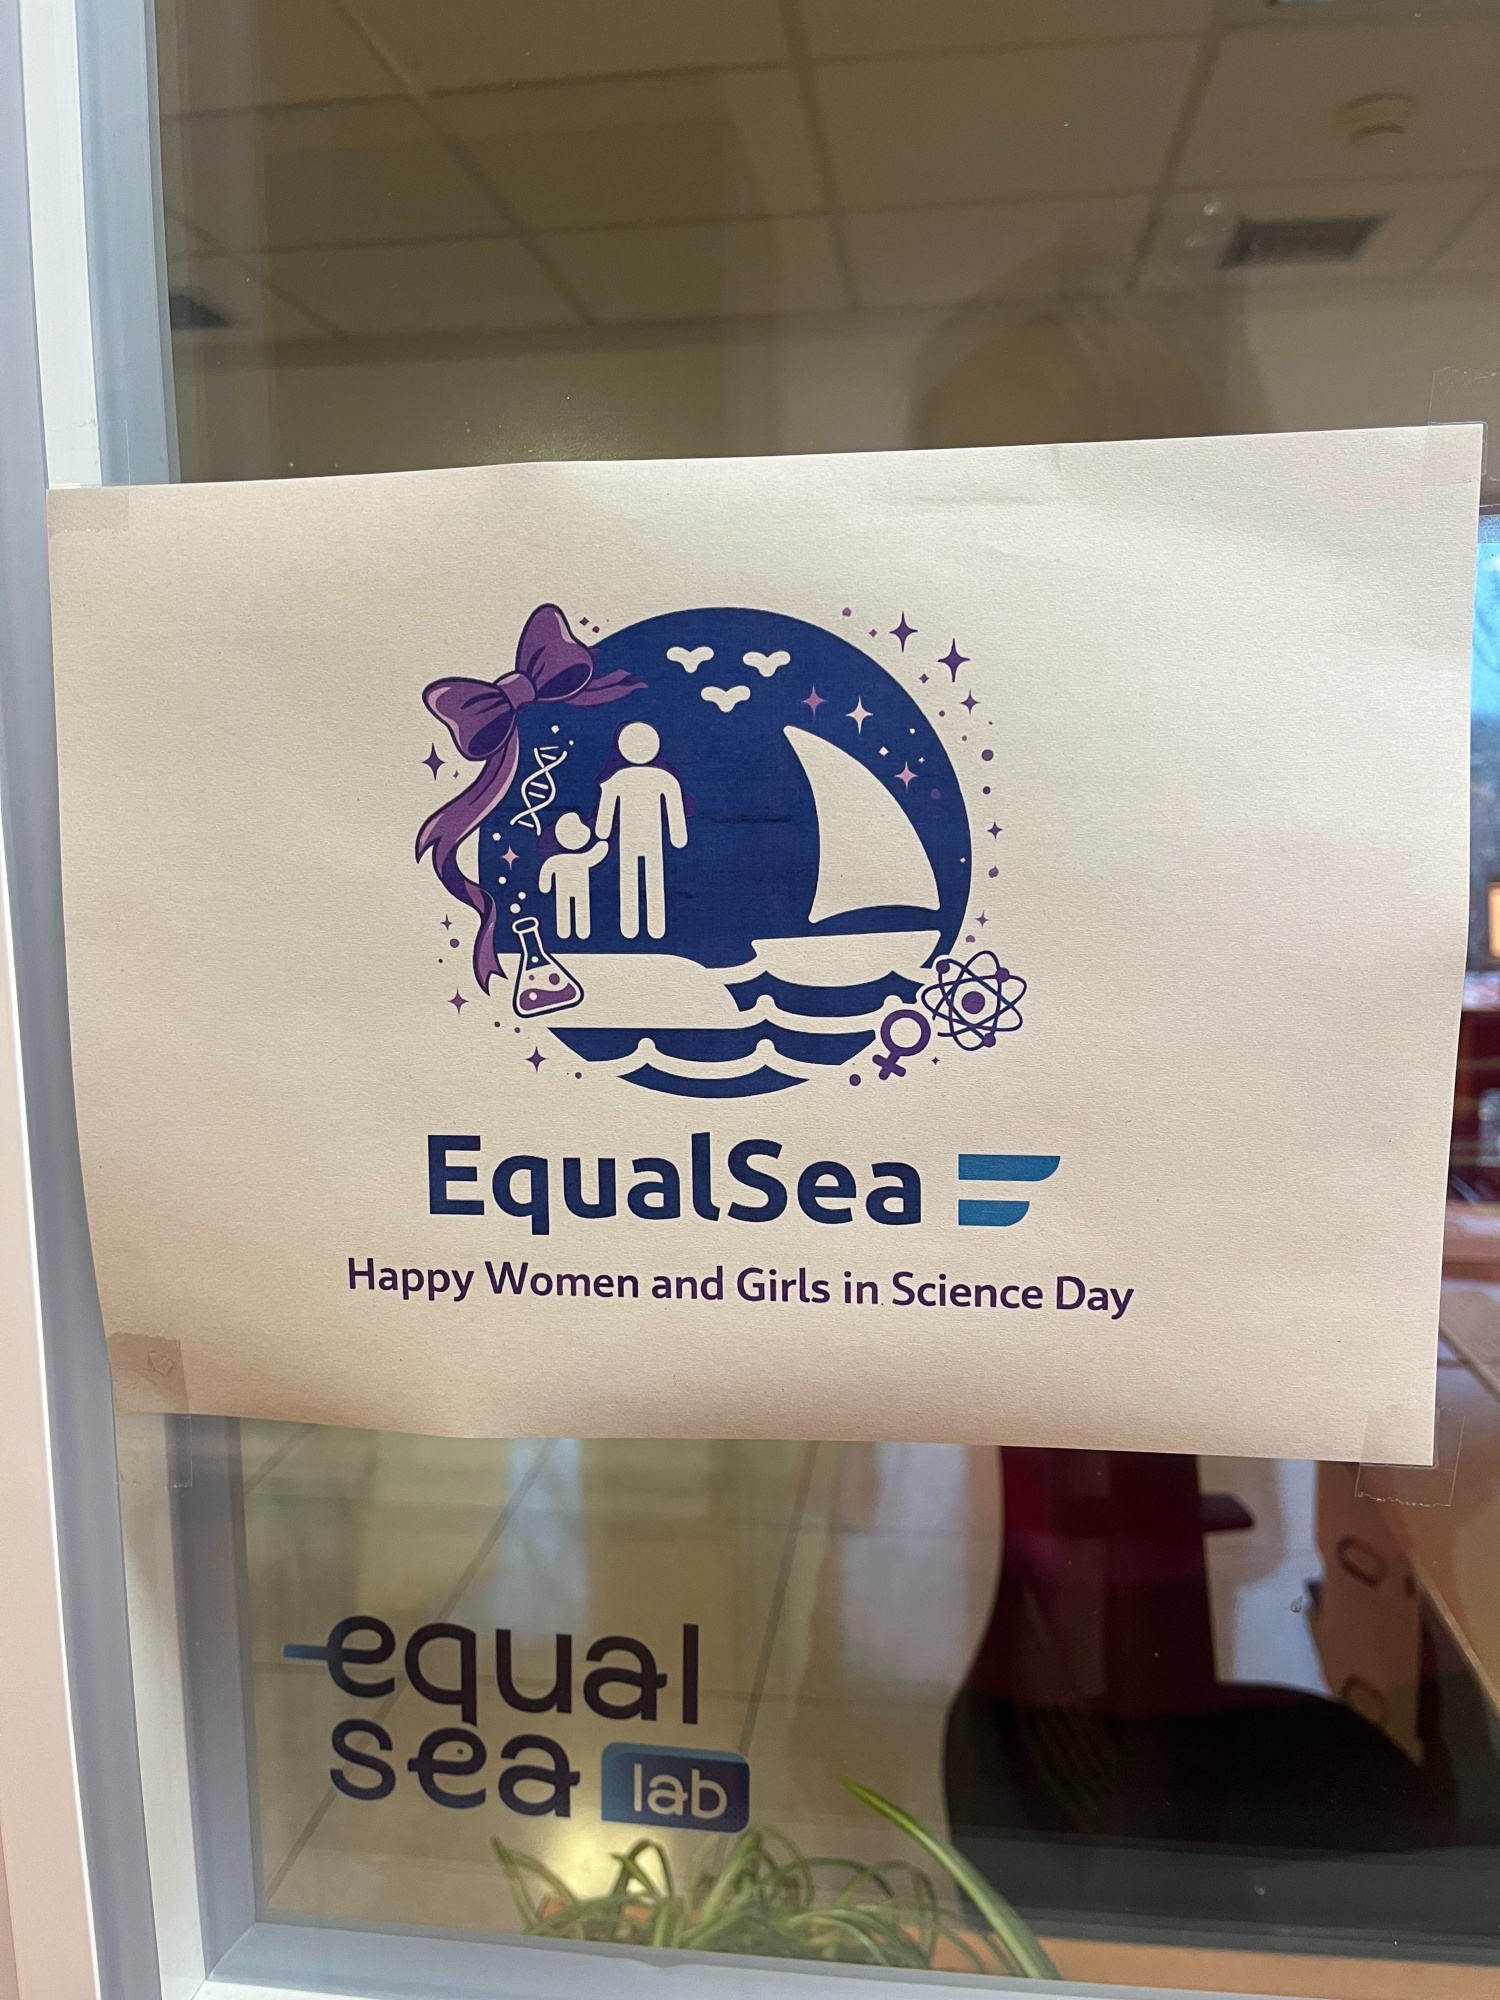 EqualSea
Happy Women and Girls in Science Day
equal
sea lab